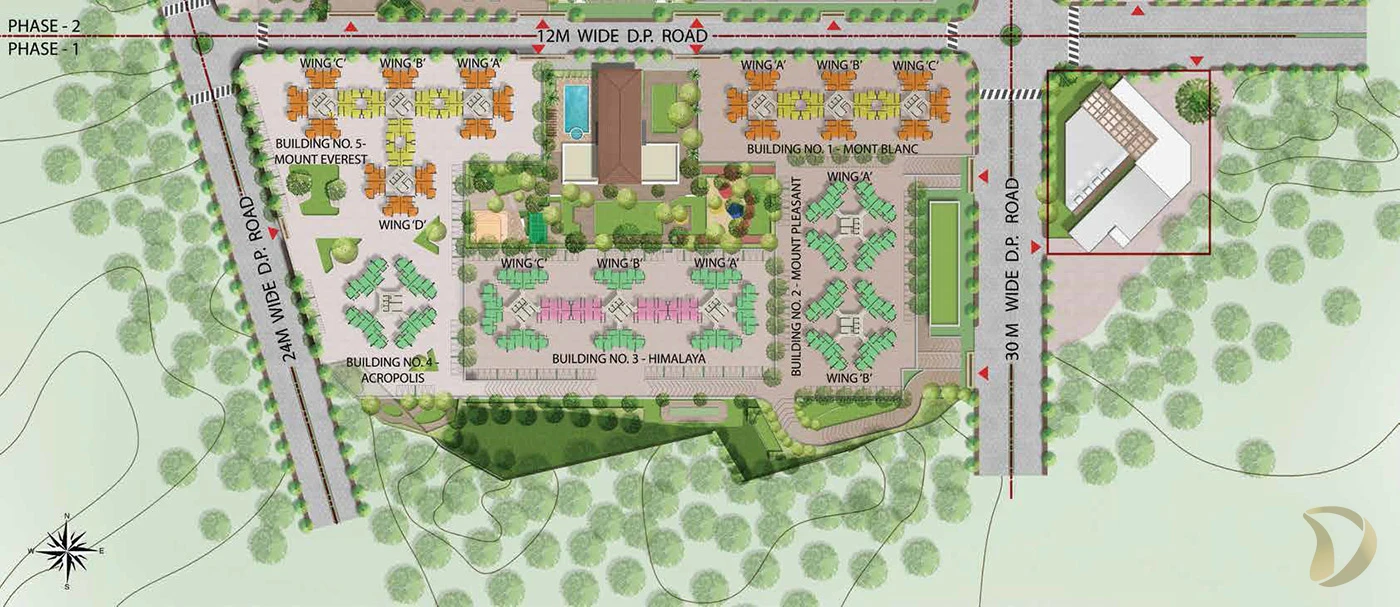 PHASE - 2
PHASE - 1
12M WIDE D.P. ROAD
WING 'C'
WING 'B'
WING 'A'
WING 'A'
WING 'B'
WING 'C'
BUILDING NO. 5-
MOUNT EVEREST
BUILDING NO. 1 - MONT BLANC
WING 'D'
WING 'A'
BUILDING NO. 2 - MOUNT PLEASANT
WING 'B'
24M WIDE D.P. ROAD
30 M WIDE D.P. ROAD
WING 'C'
WING 'B'
WING 'A'
BUILDING NO. 3 - HIMALAYA
BUILDING NO. 4 -
ACROPOLIS
N
W
E
S